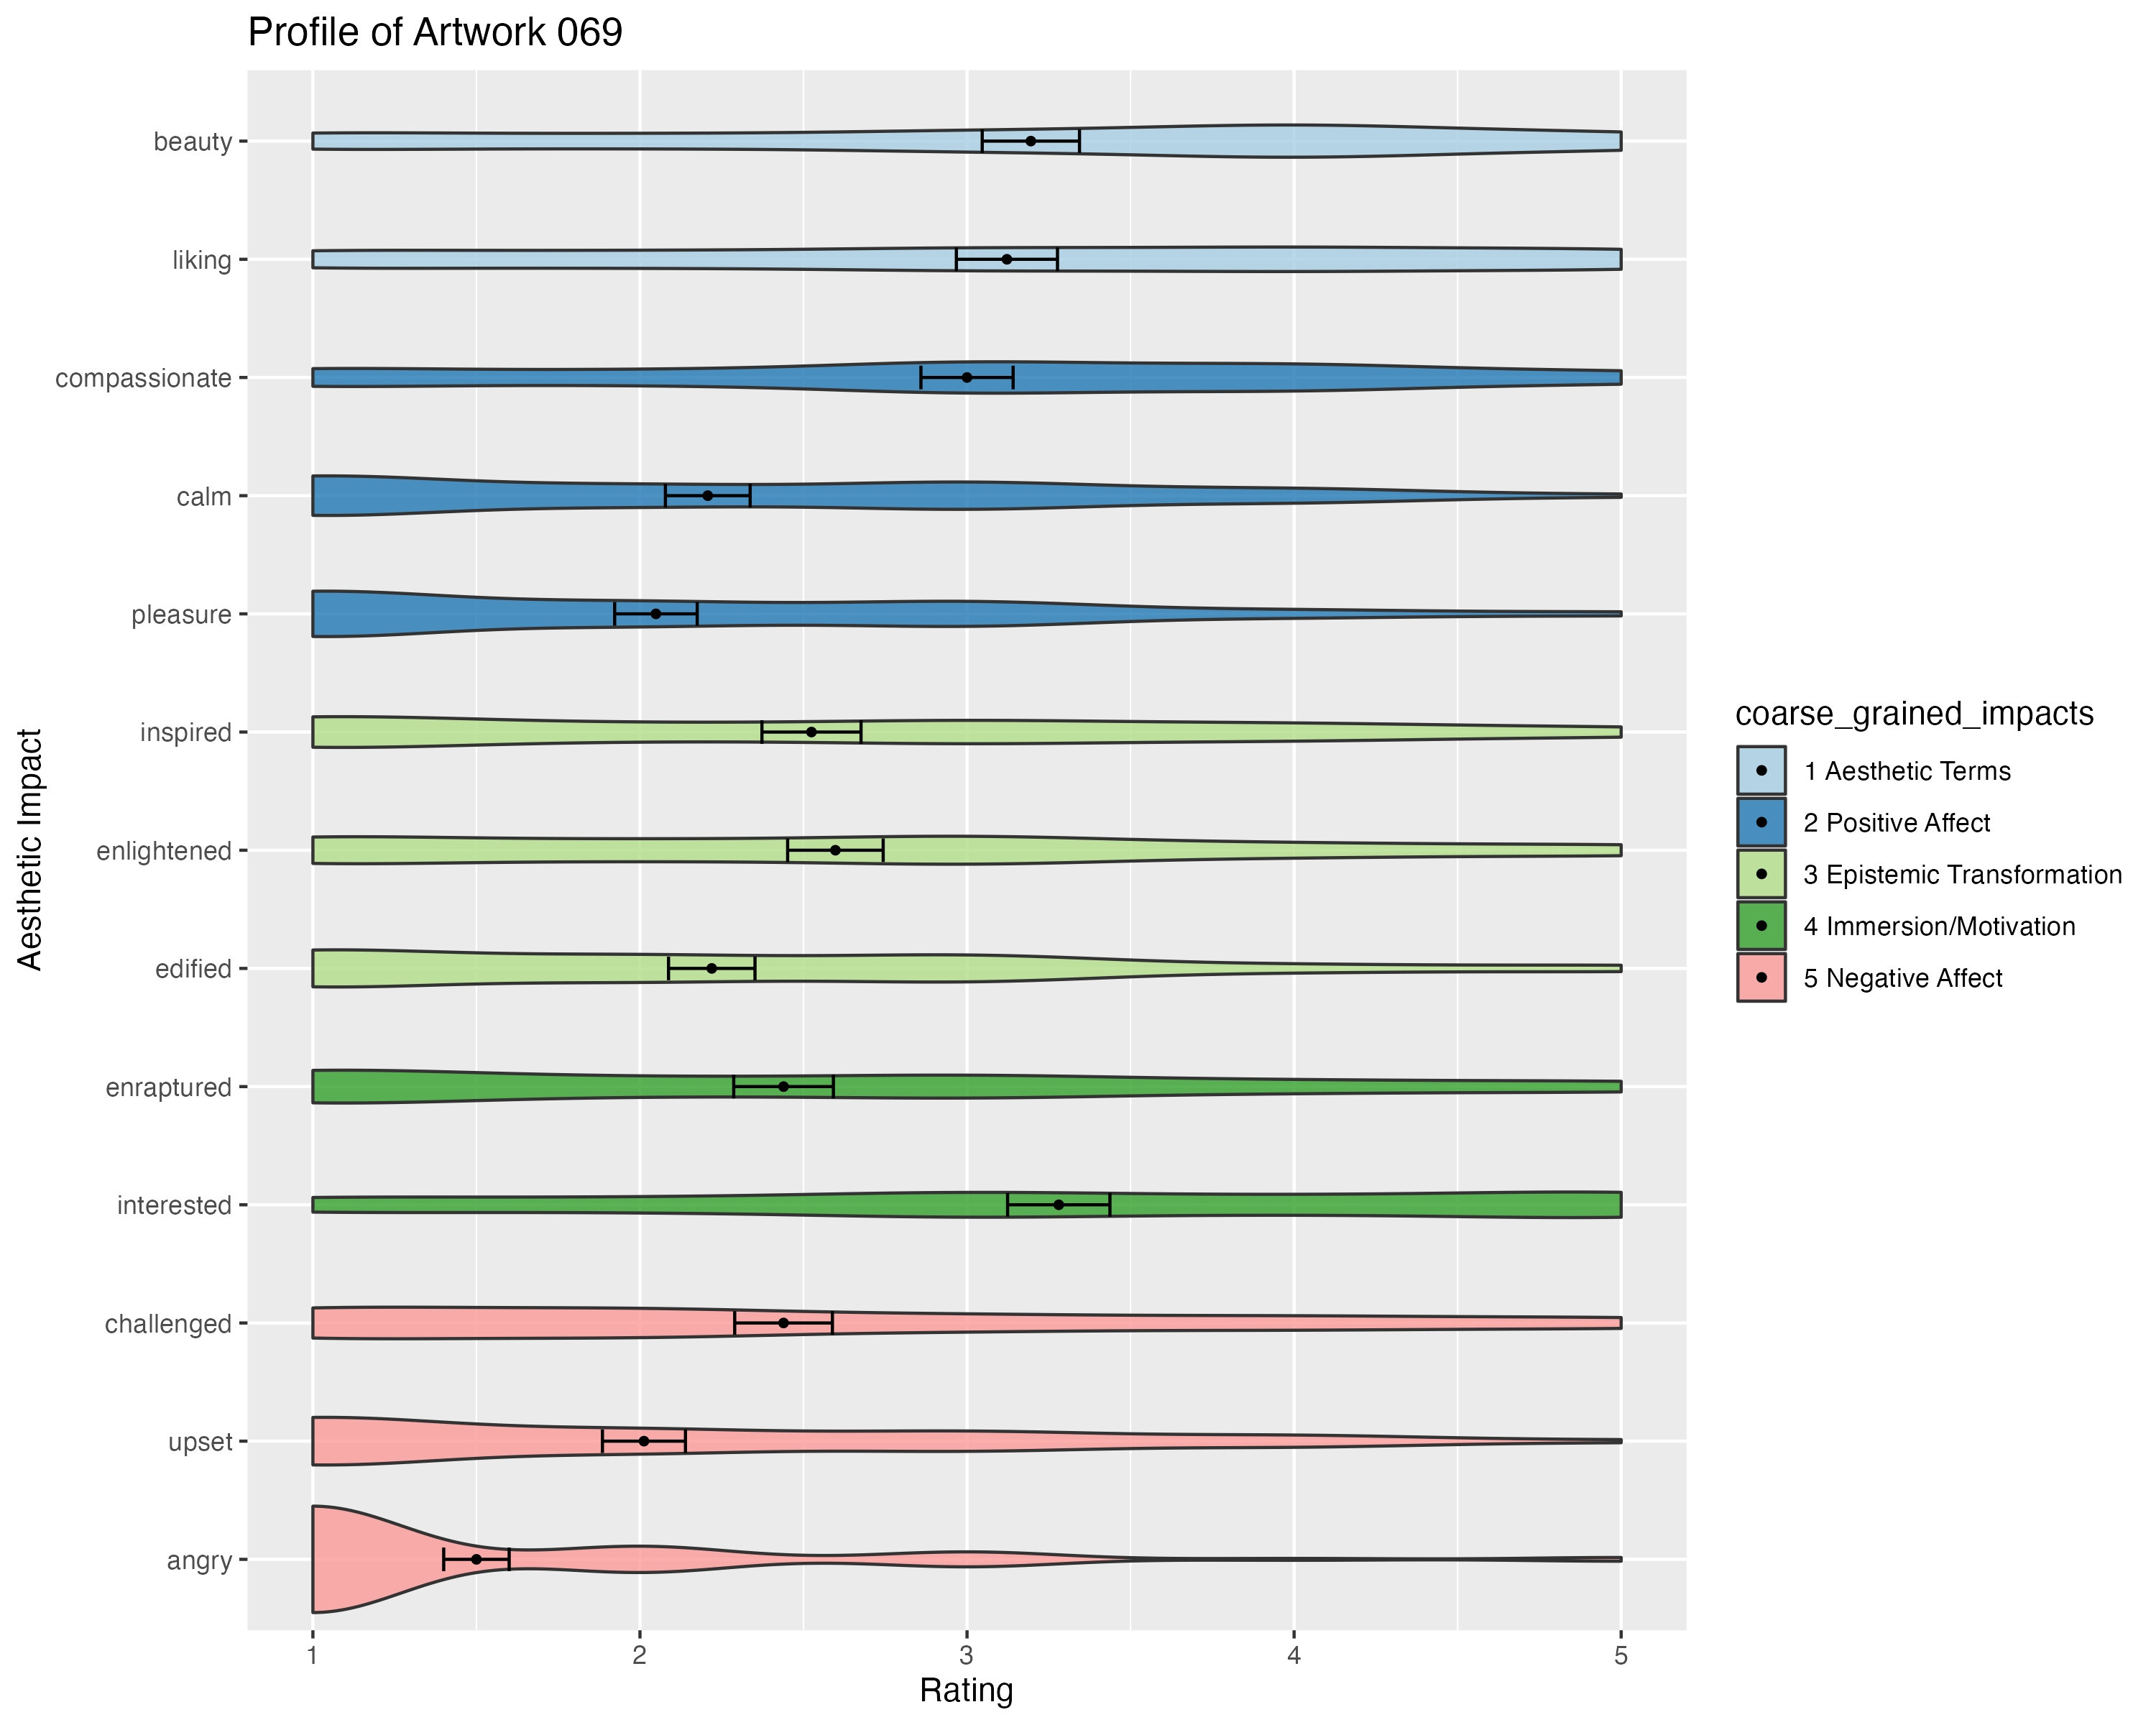 Profile of Artwork 069
beauty
liking
compassionate
calm
pleasure
inspired
enlightened
edified
enraptured
interested
challenged
upset
angry
Aesthetic Impact
1 2 3 4 5
Rating
coarse_grained_impacts
1 Aesthetic Terms
2 Positive Affect
3 Epistemic Transformation
4 Immersion/Motivation
5 Negative Affect